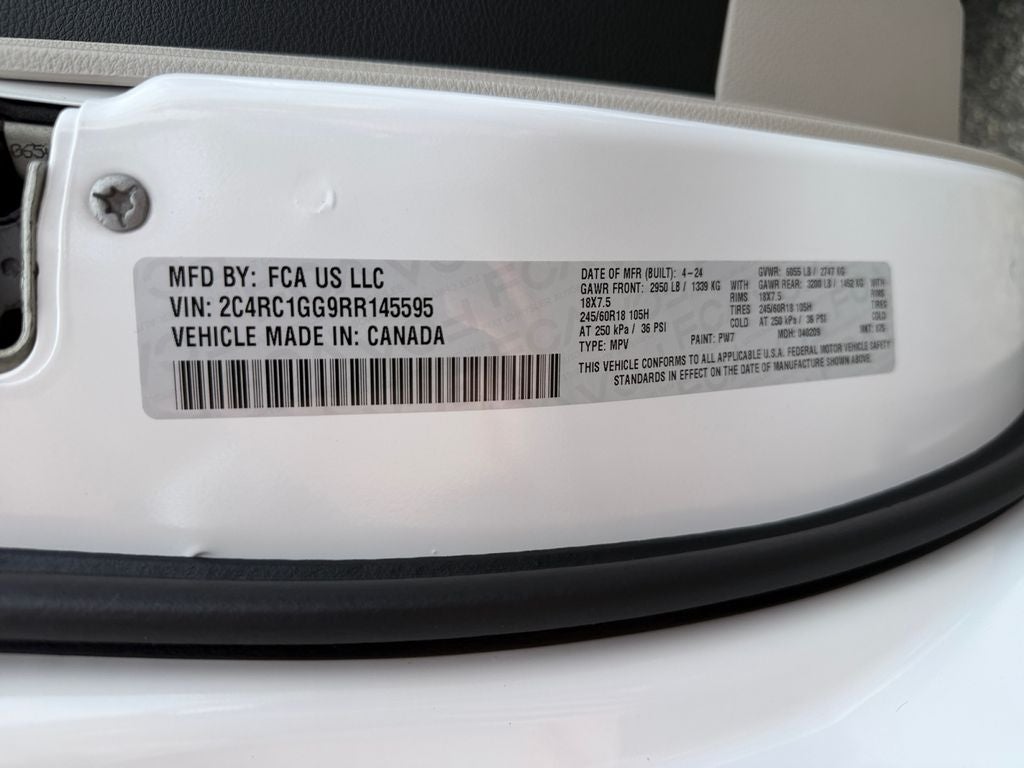 MFD BY: FCA US LLC
VIN: 2C4RC1GG9RR145595
VEHICLE MADE IN: CANADA
DATE OF MFR (BUILT): 4-24 GVWR: 6055 LB / 2747 KG
GAWR FRONT: 2950 LB / 1339 KG WITH GAWR REAR: 3200 LB / 1452 KG WITH
18X7.5 RIMS 18X7.5 RIMS
245/60R18 105H TIRES 245/60R18 105H TIRES
AT 250 kPa / 36 PSI COLD AT 250 kPa / 36 PSI COLD
TYPE: MPV PAINT: PW7 MDH: 040209
THIS VEHICLE CONFORMS TO ALL APPLICABLE U.S.A. FEDERAL MOTOR VEHICLE SAFETY
STANDARDS IN EFFECT ON THE DATE OF MANUFACTURE SHOWN ABOVE.